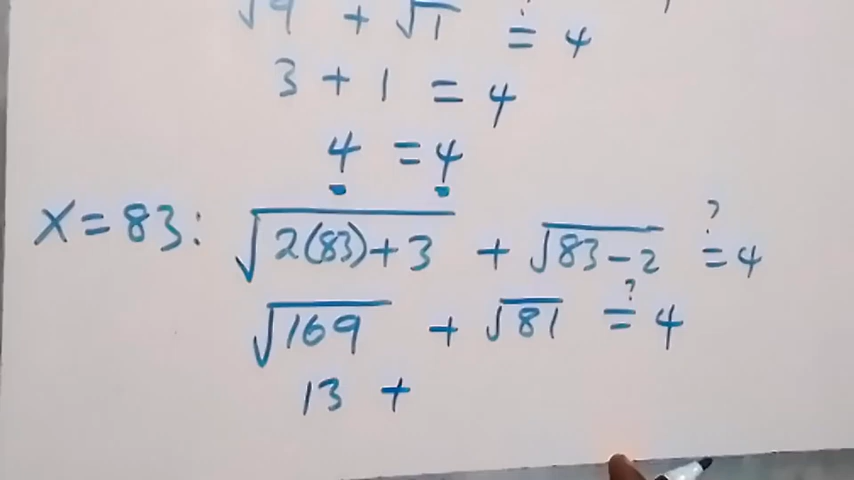 √9 + √1 ?= 4
3 + 1 = 4
4 = 4
X = 83: √2(83)+3 + √83-2 ?= 4
√169 + √81 ?= 4
13 +